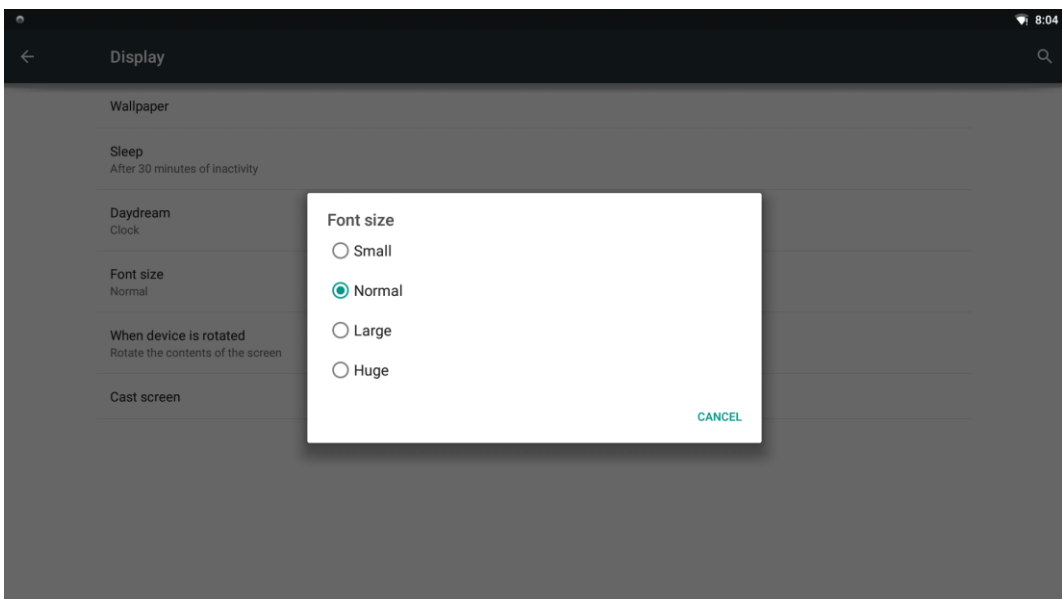 8:04
Display
Wallpaper
Sleep
After 30 minutes of inactivity
Daydream
Clock
Font size
Normal
When device is rotated
Rotate the contents of the screen
Cast screen
Font size
Small
Normal
Large
Huge
CANCEL